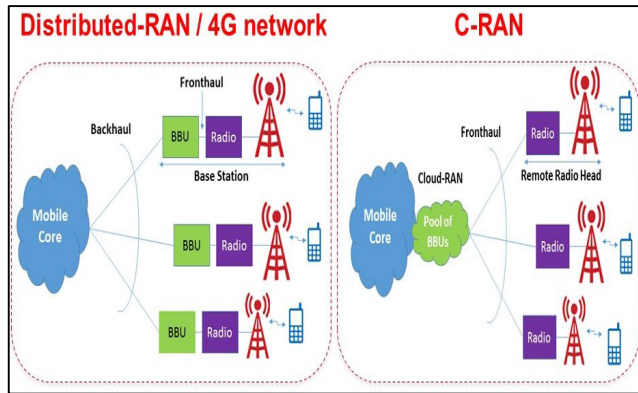 Distributed-RAN / 4G network
Fronthaul
Backhaul
BBU
Radio
Base Station
Mobile
Core
BBU
Radio
BBU
Radio
C-RAN
Fronthaul
Radio
Remote Radio Head
Cloud-RAN
Mobile
Core
Pool of
BBUs
Radio
Radio